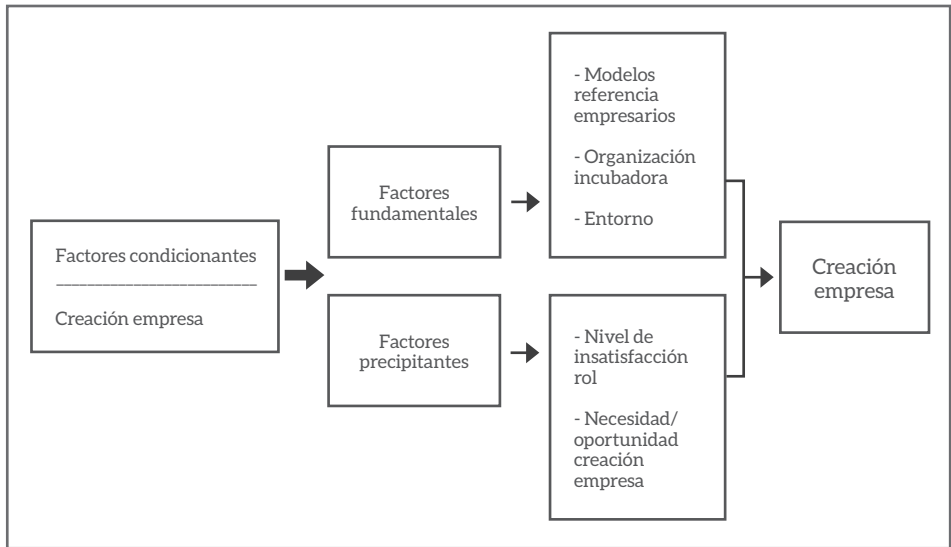 Factores condicionantes
Creación empresa
Factores
fundamentales
Factores
precipitantes
- Modelos
referencia
empresarios
- Organización
incubadora
- Entorno
- Nivel de
insatisfacción
rol
- Necesidad/
oportunidad
creación
empresa
Creación
empresa